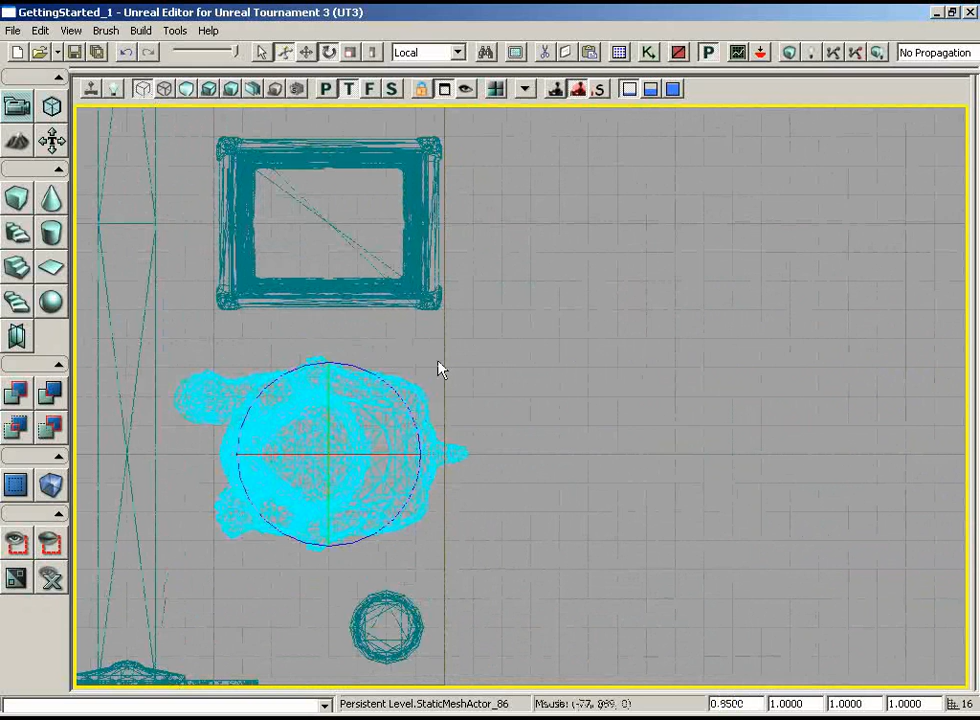 GettingStarted_1 - Unreal Editor for Unreal Tournament 3 (UT3)
File Edit View Brush Build Tools Help
Local No Propagation
P T F S
Persistent Level.StaticMeshActor_86 0.8500 1.0000 1.0000 1.0000 16